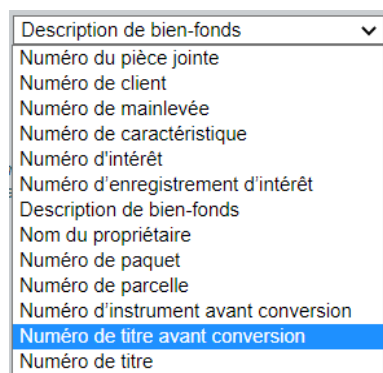 Description de bien-fonds
Numéro du pièce jointe
Numéro de client
Numéro de mainlevée
Numéro de caractéristique
Numéro d'intérêt
Numéro d’enregistrement d’intérêt
Description de bien-fonds
Nom du propriétaire
Numéro de paquet
Numéro de parcelle
Numéro d’instrument avant conversion
Numéro de titre avant conversion
Numéro de titre